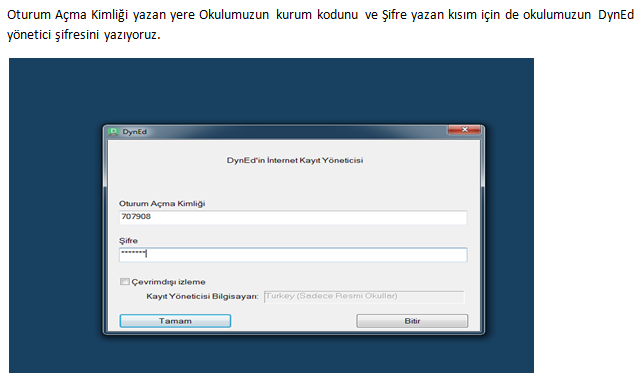 Oturum Açma Kimliği yazan yere Okulumuzun kurum kodunu ve Şifre yazan kısım için de okulumuzun DynEd
yönetici şifresini yazıyoruz.
DynEd
DynEd'in İnternet Kayıt Yöneticisi
Oturum Açma Kimliği
707908
Şifre
*******
Çevrimdışı izleme
Kayıt Yöneticisi Bilgisayarı: Turkey (Sadece Resmi Okullar)
Tamam Bitir